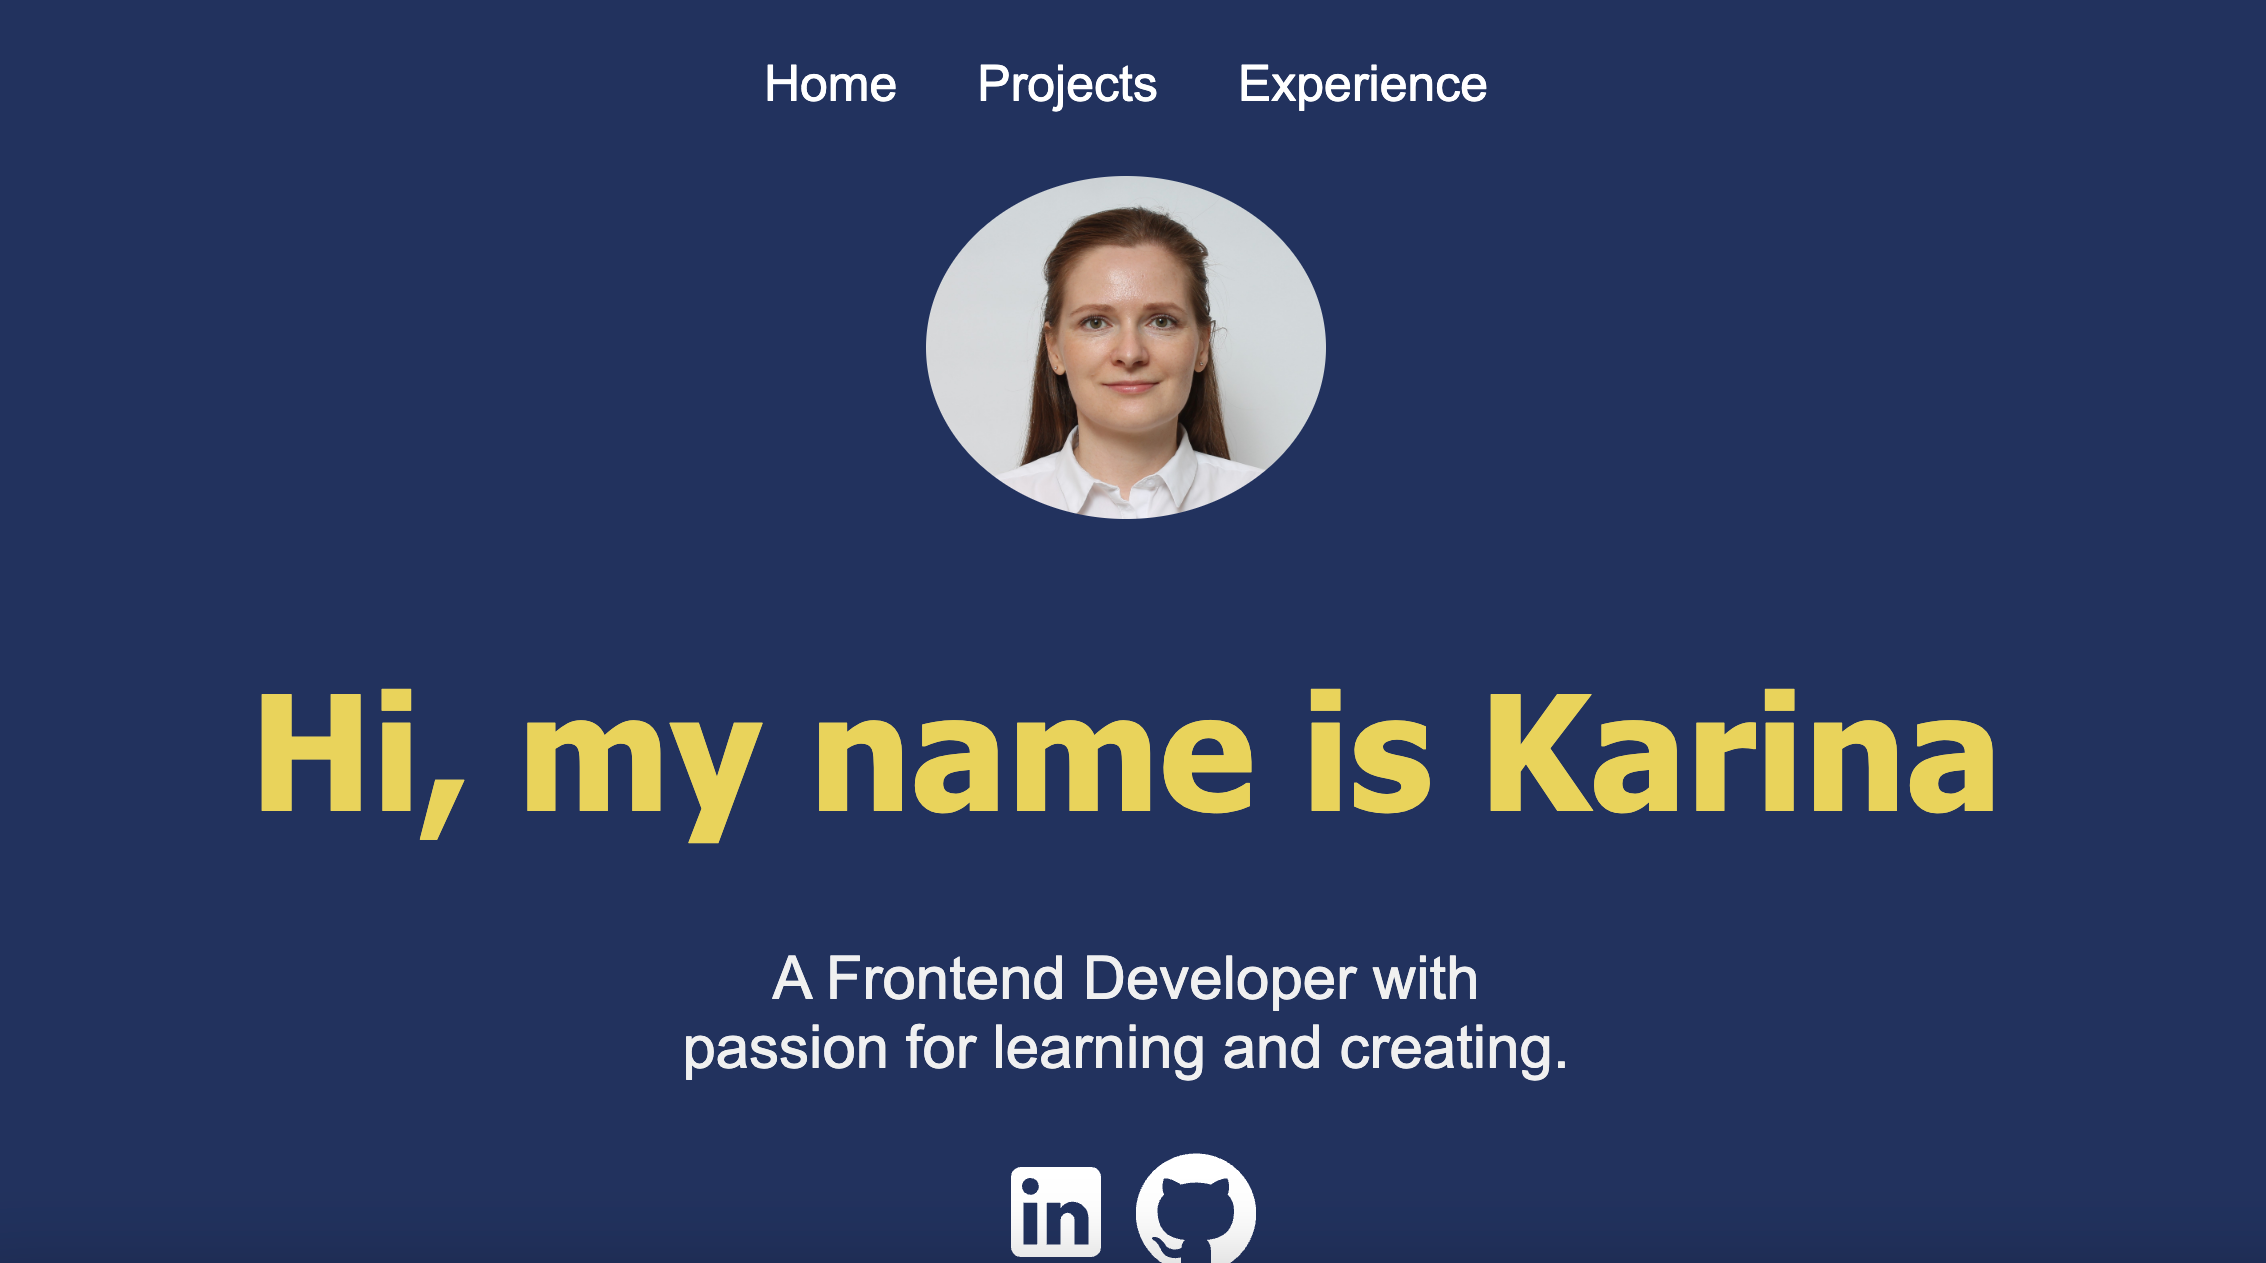 Home Projects Experience
Hi, my name is Karina
A Frontend Developer with
passion for learning and creating.
in